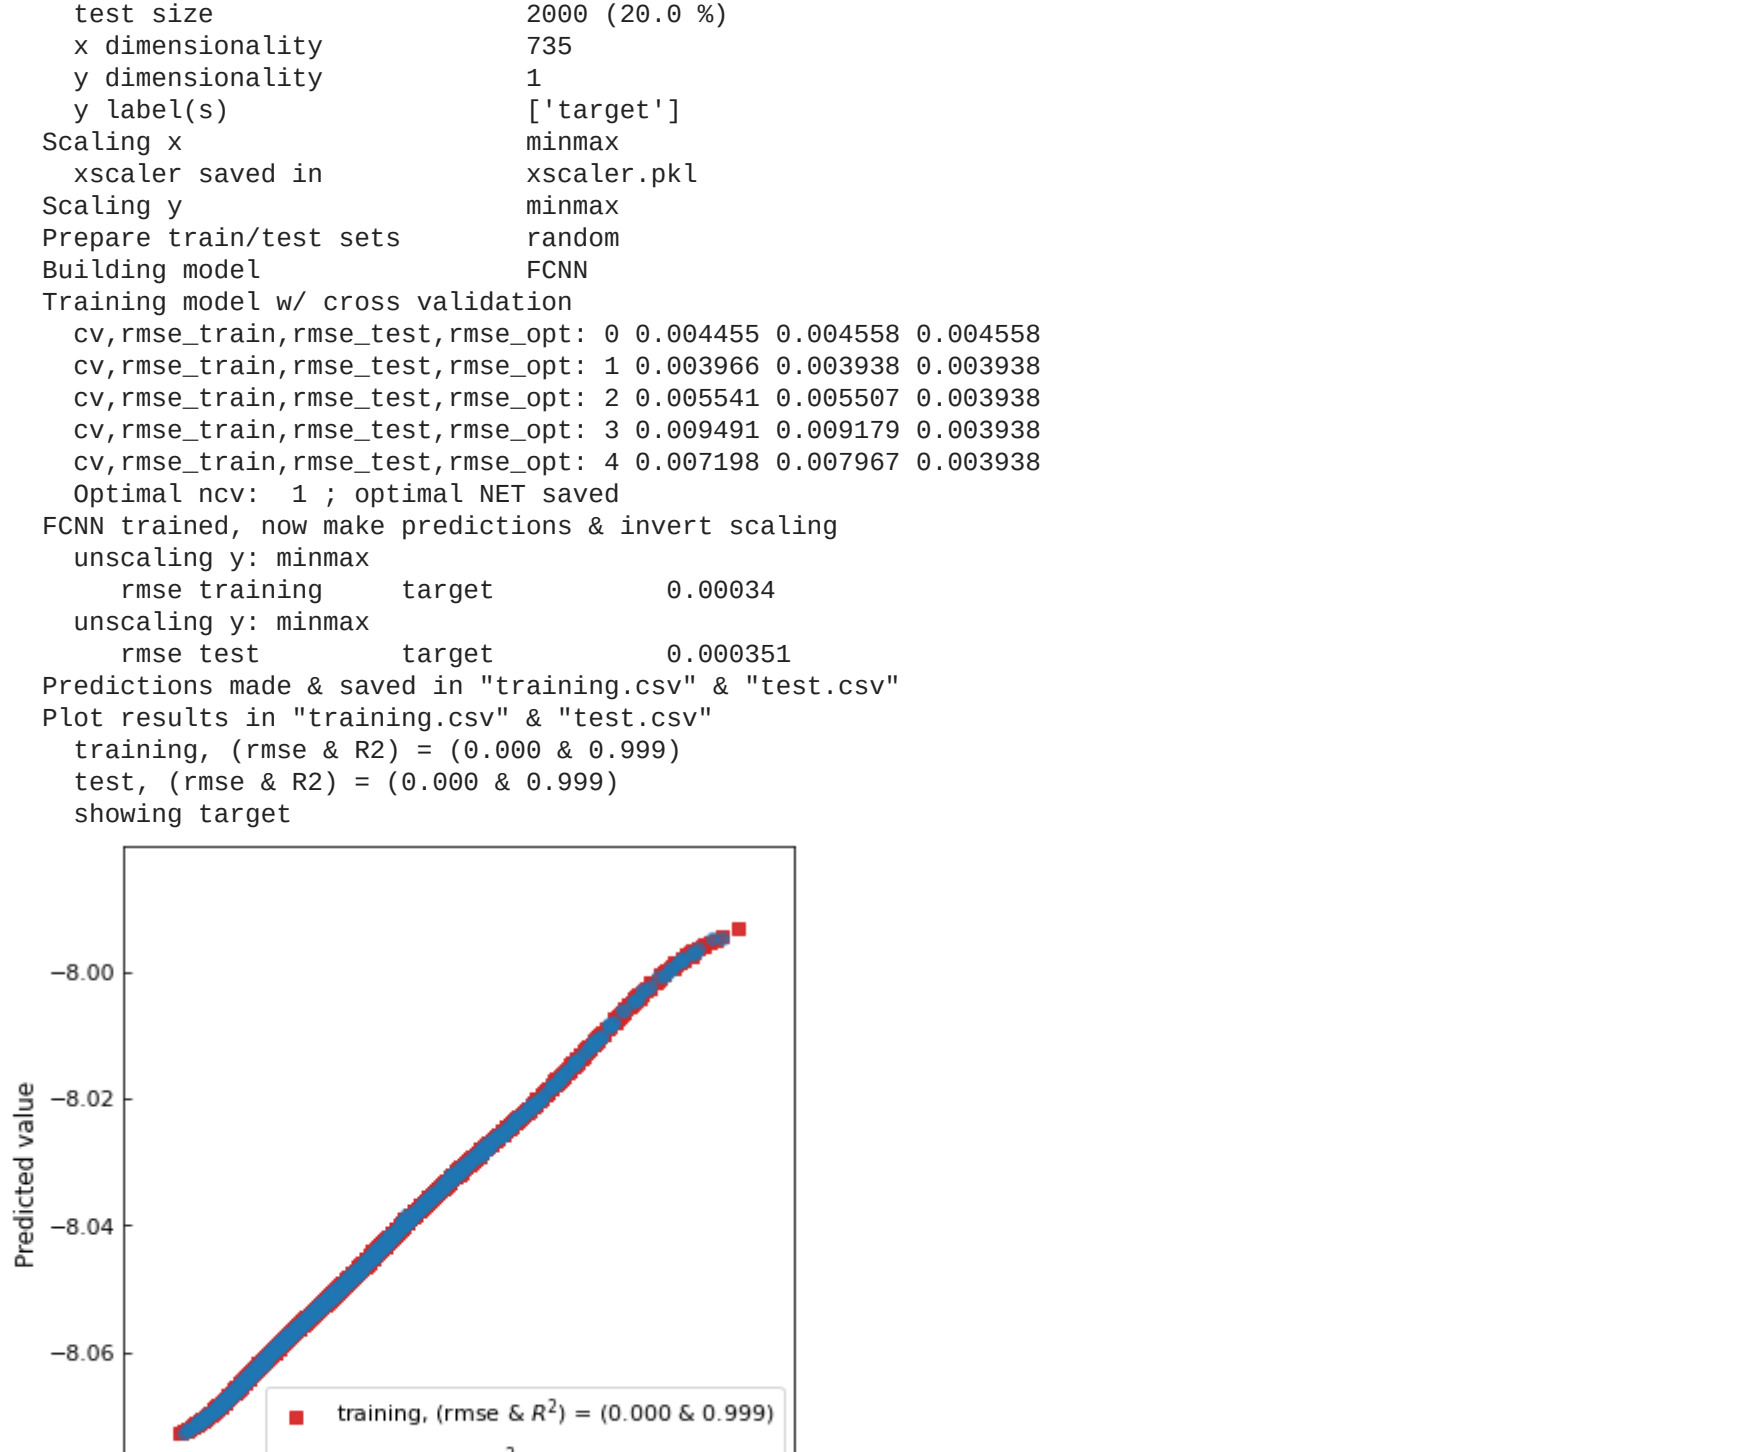 test size 2000 (20.0 %)
x dimensionality 735
y dimensionality 1
y label(s) ['target']
Scaling x minmax
xscaler saved in xscaler.pkl
Scaling y minmax
Prepare train/test sets random
Building model FCNN
Training model w/ cross validation
cv,rmse_train,rmse_test,rmse_opt: 0 0.004455 0.004558 0.004558
cv,rmse_train,rmse_test,rmse_opt: 1 0.003966 0.003938 0.003938
cv,rmse_train,rmse_test,rmse_opt: 2 0.005541 0.005507 0.003938
cv,rmse_train,rmse_test,rmse_opt: 3 0.009491 0.009179 0.003938
cv,rmse_train,rmse_test,rmse_opt: 4 0.007198 0.007967 0.003938
Optimal ncv:  1 ; optimal NET saved
FCNN trained, now make predictions & invert scaling
unscaling y: minmax
rmse training target 0.00034
unscaling y: minmax
rmse test target 0.000351
Predictions made & saved in "training.csv" & "test.csv"
Plot results in "training.csv" & "test.csv"
training, (rmse & R2) = (0.000 & 0.999)
test, (rmse & R2) = (0.000 & 0.999)
showing target
−8.00
−8.02
−8.04
−8.06
Predicted value
training, (rmse & R²) = (0.000 & 0.999)